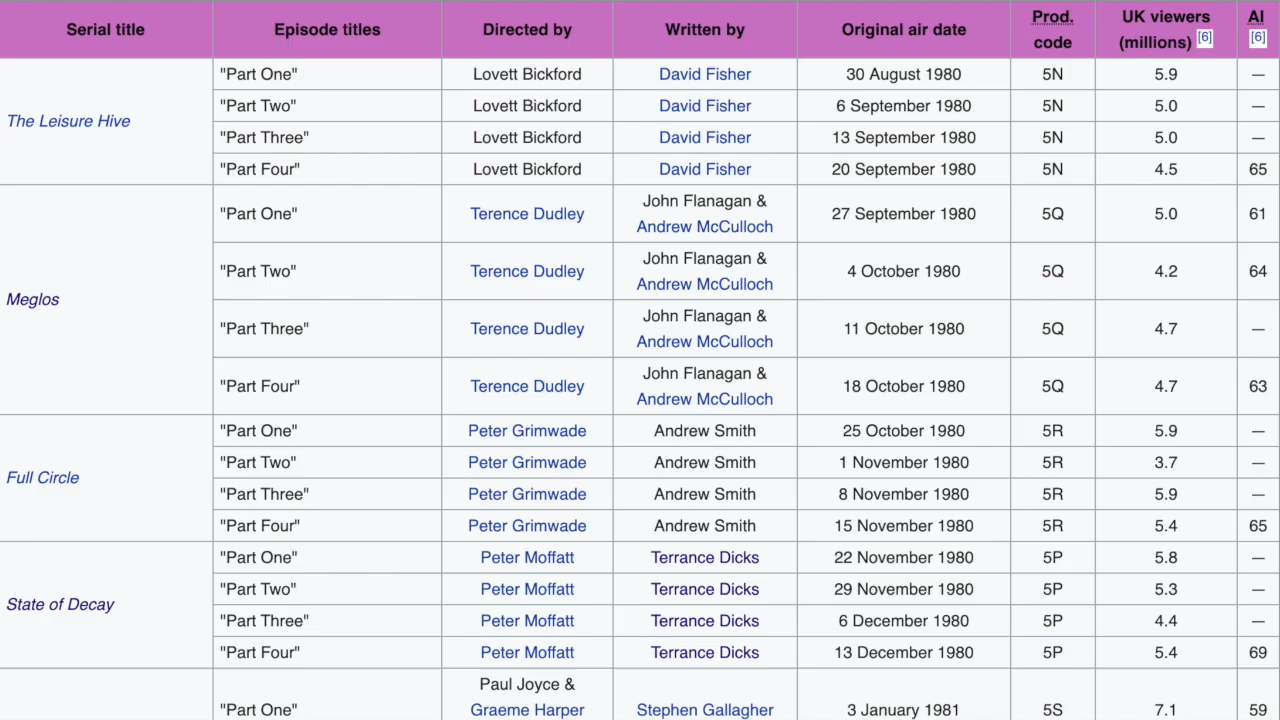 Serial title Episode titles Directed by Written by Original air date Prod. code UK viewers (millions) [6] AI [6]
The Leisure Hive
"Part One" Lovett Bickford David Fisher 30 August 1980 5N 5.9 —
"Part Two" Lovett Bickford David Fisher 6 September 1980 5N 5.0 —
"Part Three" Lovett Bickford David Fisher 13 September 1980 5N 5.0 —
"Part Four" Lovett Bickford David Fisher 20 September 1980 5N 4.5 65
Meglos
"Part One" Terence Dudley John Flanagan & Andrew McCulloch 27 September 1980 5Q 5.0 61
"Part Two" Terence Dudley John Flanagan & Andrew McCulloch 4 October 1980 5Q 4.2 64
"Part Three" Terence Dudley John Flanagan & Andrew McCulloch 11 October 1980 5Q 4.7 —
"Part Four" Terence Dudley John Flanagan & Andrew McCulloch 18 October 1980 5Q 4.7 63
Full Circle
"Part One" Peter Grimwade Andrew Smith 25 October 1980 5R 5.9 —
"Part Two" Peter Grimwade Andrew Smith 1 November 1980 5R 3.7 —
"Part Three" Peter Grimwade Andrew Smith 8 November 1980 5R 5.9 —
"Part Four" Peter Grimwade Andrew Smith 15 November 1980 5R 5.4 65
State of Decay
"Part One" Peter Moffatt Terrance Dicks 22 November 1980 5P 5.8 —
"Part Two" Peter Moffatt Terrance Dicks 29 November 1980 5P 5.3 —
"Part Three" Peter Moffatt Terrance Dicks 6 December 1980 5P 4.4 —
"Part Four" Peter Moffatt Terrance Dicks 13 December 1980 5P 5.4 69
"Part One" Paul Joyce & Graeme Harper Stephen Gallagher 3 January 1981 5S 7.1 59